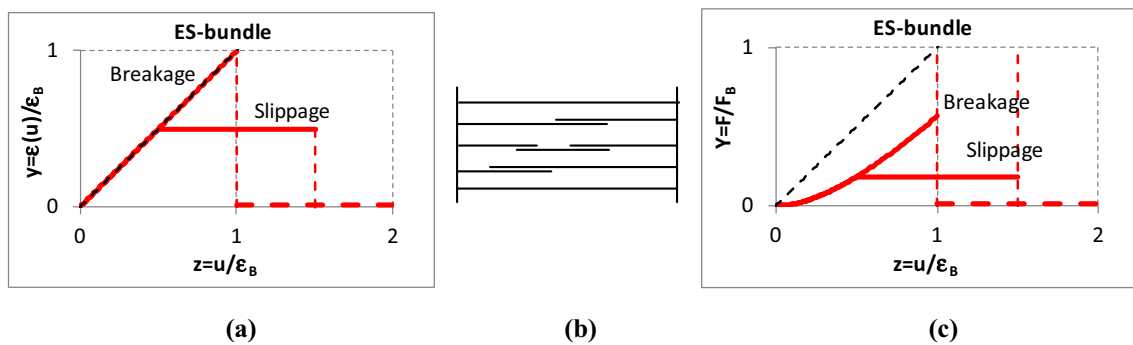 ES-bundle
1
Breakage
Slippage
y=ε(u)/ε_B
0
0
1
2
z=u/ε_B
(a)
(b)
ES-bundle
1
Breakage
Slippage
Y=F/F_B
0
0
1
2
z=u/ε_B
(c)